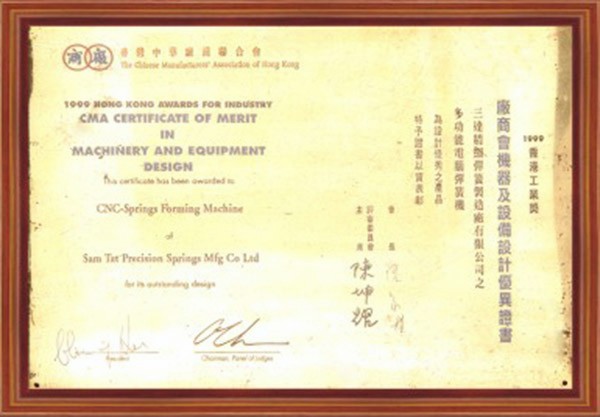 商 廠
香港中華廠商聯合會
The Chinese Manufacturers' Association of Hong Kong
1999 HONG KONG AWARDS FOR INDUSTRY
CMA CERTIFICATE OF MERIT
IN
MACHINERY AND EQUIPMENT
DESIGN
This certificate has been awarded to
CNC-Springs Forming Machine
of
Sam Tat Precision Springs Mfg Co Ltd
for its outstanding design
President
Chairman, Panel of Judges
1999 香港工業獎
廠商會機器及設備設計優異證書
三達精密彈簧製造廠有限公司之
多功能電腦彈簧機
為設計優秀之產品
特予證書以資表彰
會長
評審委員會
主席
陳坤耀